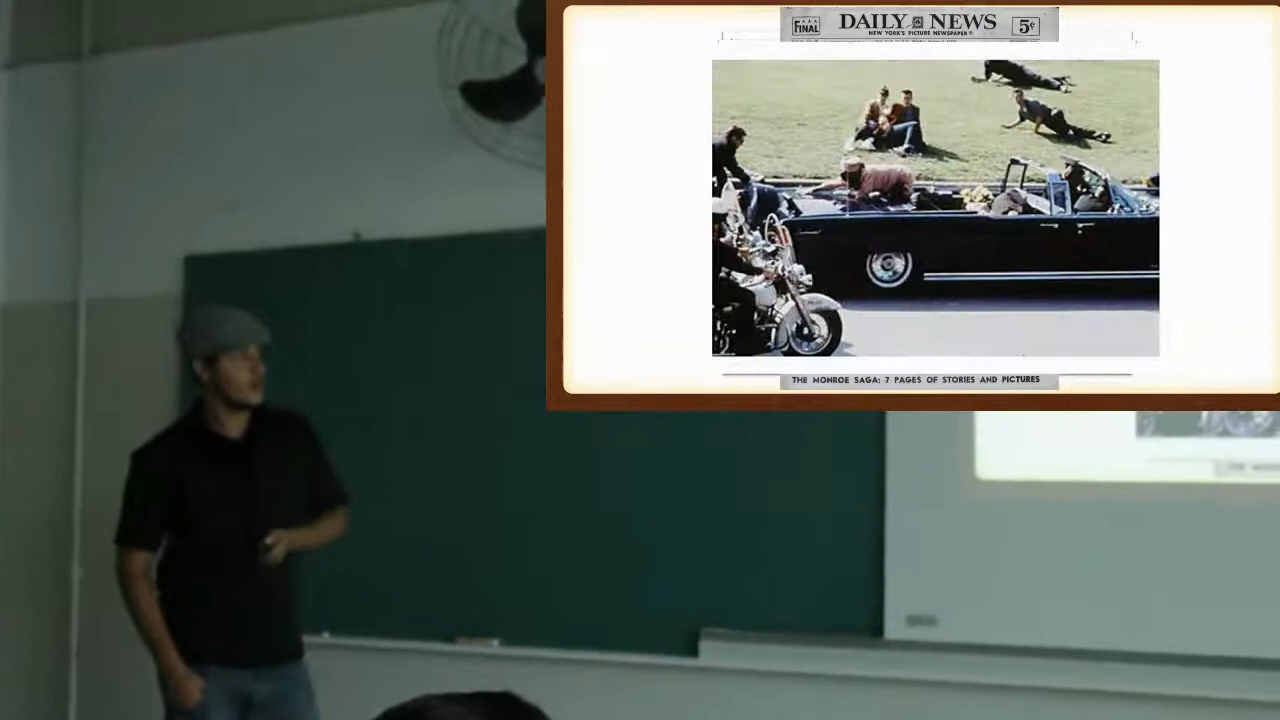 FINAL
DAILY NEWS
5¢
NEW YORK'S PICTURE NEWSPAPER
THE MONROE SAGA: 7 PAGES OF STORIES AND PICTURES